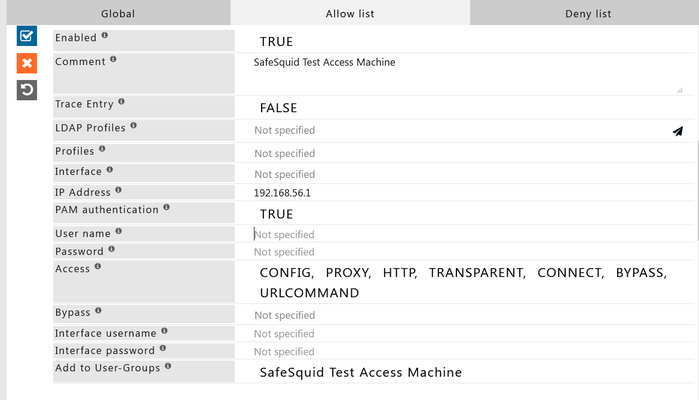 Global Allow list Deny list
Enabled TRUE
Comment SafeSquid Test Access Machine
Trace Entry FALSE
LDAP Profiles Not specified
Profiles Not specified
Interface Not specified
IP Address 192.168.56.1
PAM authentication TRUE
User name Not specified
Password Not specified
Access CONFIG, PROXY, HTTP, TRANSPARENT, CONNECT, BYPASS,
URLCOMMAND
Bypass Not specified
Interface username Not specified
Interface password Not specified
Add to User-Groups SafeSquid Test Access Machine